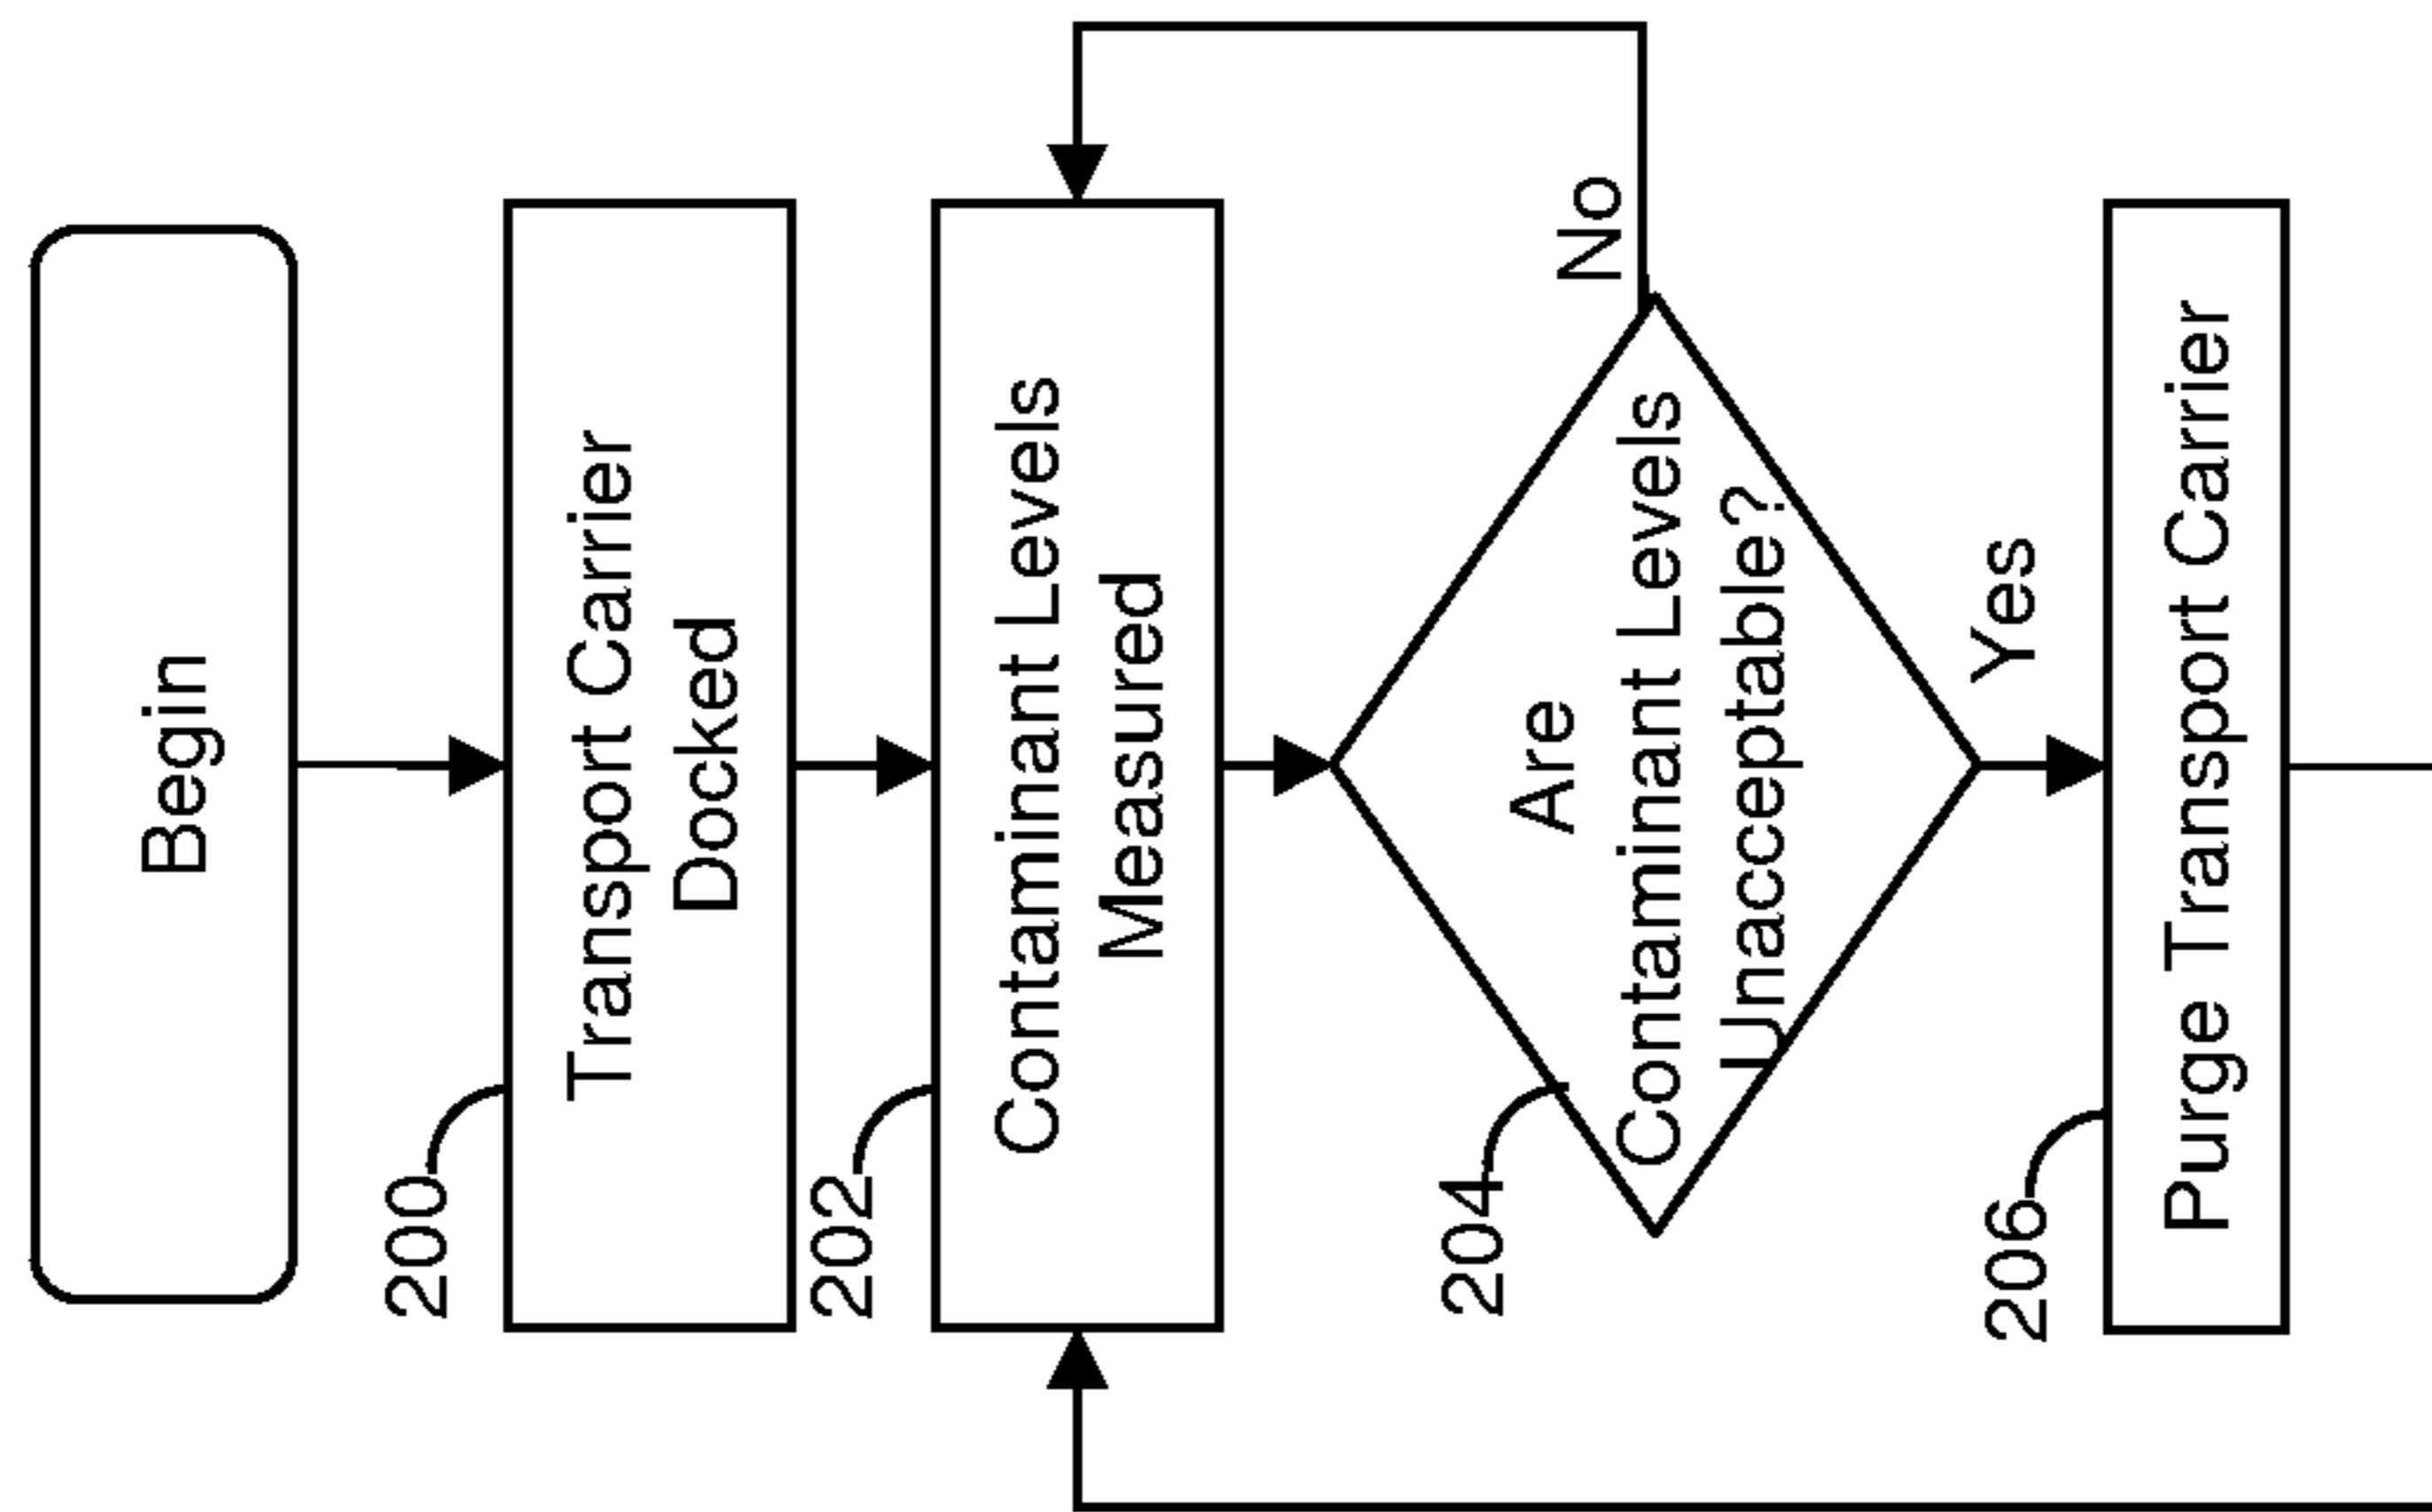 Begin
200
Transport Carrier
Docked
202
Contaminant Levels
Measured
204
Are
Contaminant Levels
Unacceptable?
No
Yes
206
Purge Transport Carrier